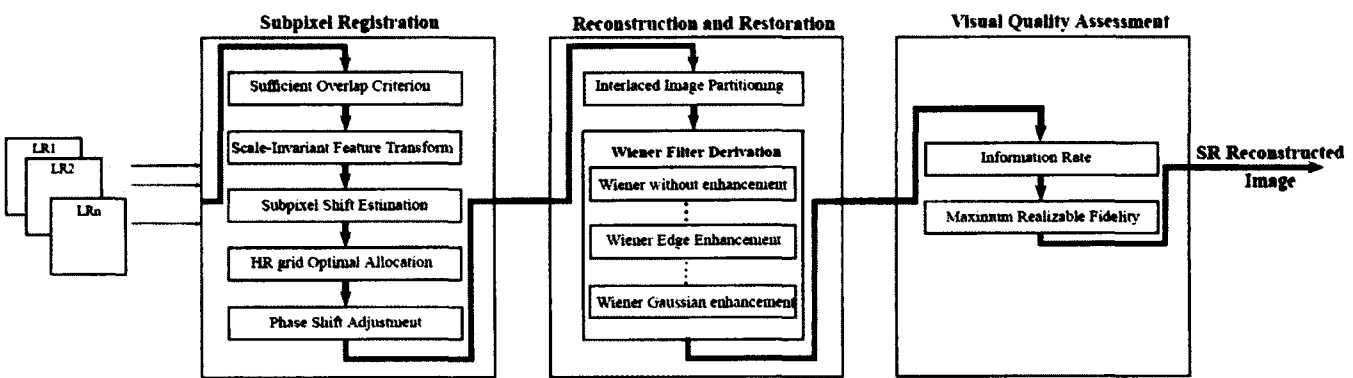 Subpixel Registration
Reconstruction and Restoration
Visual Quality Assessment
LR1
LR2
LRn
Sufficient Overlap Criterion
Scale-Invariant Feature Transform
Subpixel Shift Estimation
HR grid Optimal Allocation
Phase Shift Adjustment
Interlaced Image Partitioning
Wiener Filter Derivation
Wiener without enhancement
Wiener Edge Enhancement
Wiener Gaussian enhancement
Information Rate
Maximum Realizable Fidelity
SR Reconstructed
Image